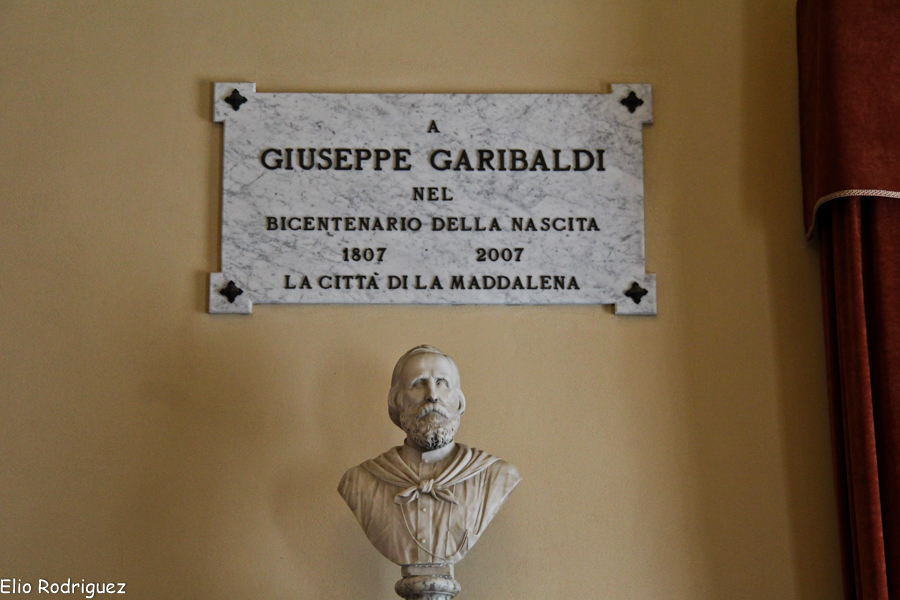 A
GIUSEPPE GARIBALDI
NEL
BICENTENARIO DELLA NASCITA
1807 2007
LA CITTÀ DI LA MADDALENA
Elio Rodriguez